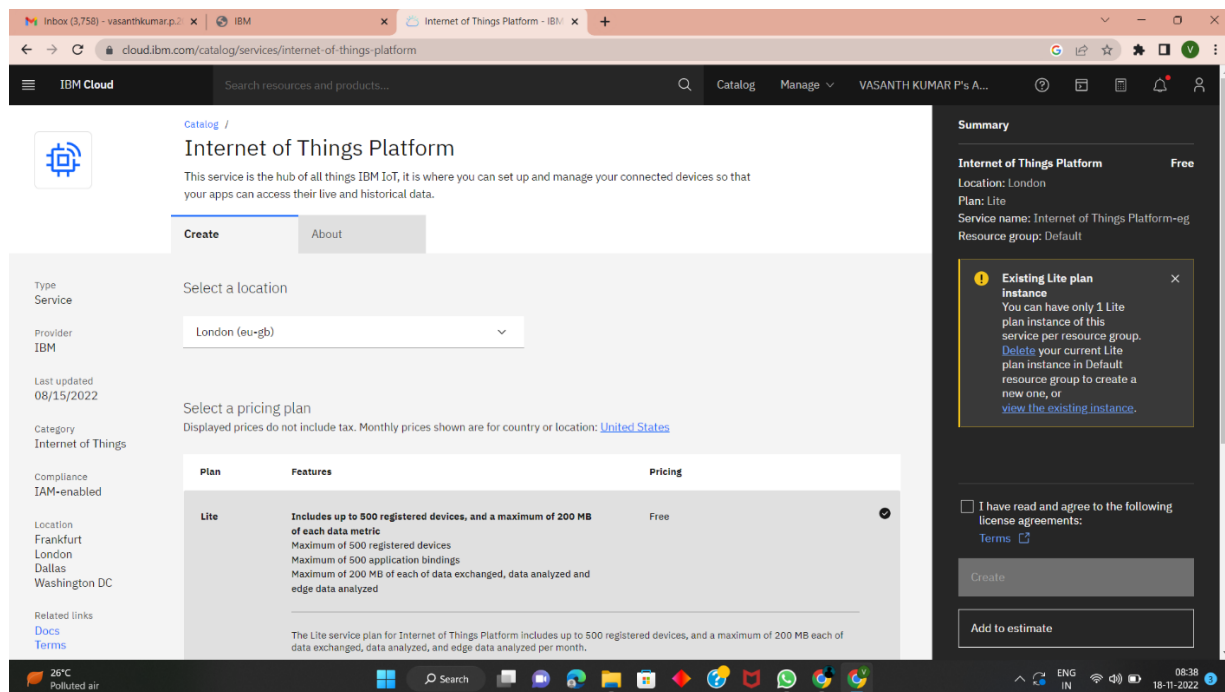 Inbox (3,758) - vasanthkumar.p.2
IBM
Internet of Things Platform - IBM
cloud.ibm.com/catalog/services/internet-of-things-platform
V
IBM Cloud
Search resources and products...
Catalog
Manage
VASANTH KUMAR P's A...
Catalog /
Internet of Things Platform
This service is the hub of all things IBM IoT, it is where you can set up and manage your connected devices so that
your apps can access their live and historical data.
Create
About
Type
Service
Provider
IBM
Last updated
08/15/2022
Category
Internet of Things
Compliance
IAM-enabled
Location
Frankfurt
London
Dallas
Washington DC
Related links
Docs
Terms
Select a location
London (eu-gb)
Select a pricing plan
Displayed prices do not include tax. Monthly prices shown are for country or location: United States
Plan Features Pricing
Lite
Includes up to 500 registered devices, and a maximum of 200 MB
of each data metric
Free
Maximum of 500 registered devices
Maximum of 500 application bindings
Maximum of 200 MB of each of data exchanged, data analyzed and
edge data analyzed
The Lite service plan for Internet of Things Platform includes up to 500 registered devices, and a maximum of 200 MB each of
data exchanged, data analyzed, and edge data analyzed per month.
Summary
Internet of Things Platform Free
Location: London
Plan: Lite
Service name: Internet of Things Platform-eg
Resource group: Default
Existing Lite plan
instance
You can have only 1 Lite
plan instance of this
service per resource group.
Delete your current Lite
plan instance in Default
resource group to create a
new one, or
view the existing instance.
I have read and agree to the following
license agreements:
Terms
Create
Add to estimate
26°C
Polluted air
Search
ENG
IN
08:38
18-11-2022
3